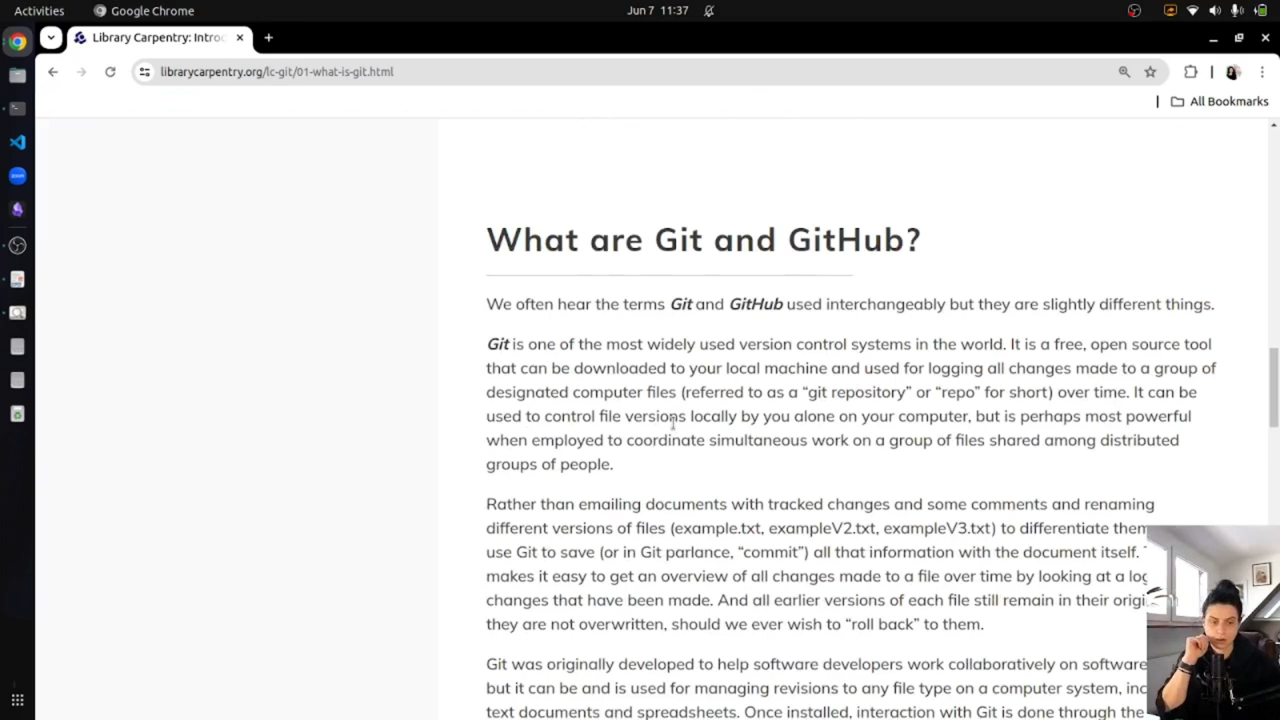 Activities Google Chrome Jun 7 11:37
Library Carpentry: Intro
librarycarpentry.org/lc-git/01-what-is-git.html
All Bookmarks
What are Git and GitHub?
We often hear the terms Git and GitHub used interchangeably but they are slightly different things.
Git is one of the most widely used version control systems in the world. It is a free, open source tool
that can be downloaded to your local machine and used for logging all changes made to a group of
designated computer files (referred to as a “git repository” or “repo” for short) over time. It can be
used to control file versions locally by you alone on your computer, but is perhaps most powerful
when employed to coordinate simultaneous work on a group of files shared among distributed
groups of people.
Rather than emailing documents with tracked changes and some comments and renaming
different versions of files (example.txt, exampleV2.txt, exampleV3.txt) to differentiate them
use Git to save (or in Git parlance, “commit”) all that information with the document itself.
makes it easy to get an overview of all changes made to a file over time by looking at a log
changes that have been made. And all earlier versions of each file still remain in their origi
they are not overwritten, should we ever wish to “roll back” to them.
Git was originally developed to help software developers work collaboratively on software
but it can be and is used for managing revisions to any file type on a computer system, inc
text documents and spreadsheets. Once installed, interaction with Git is done through the